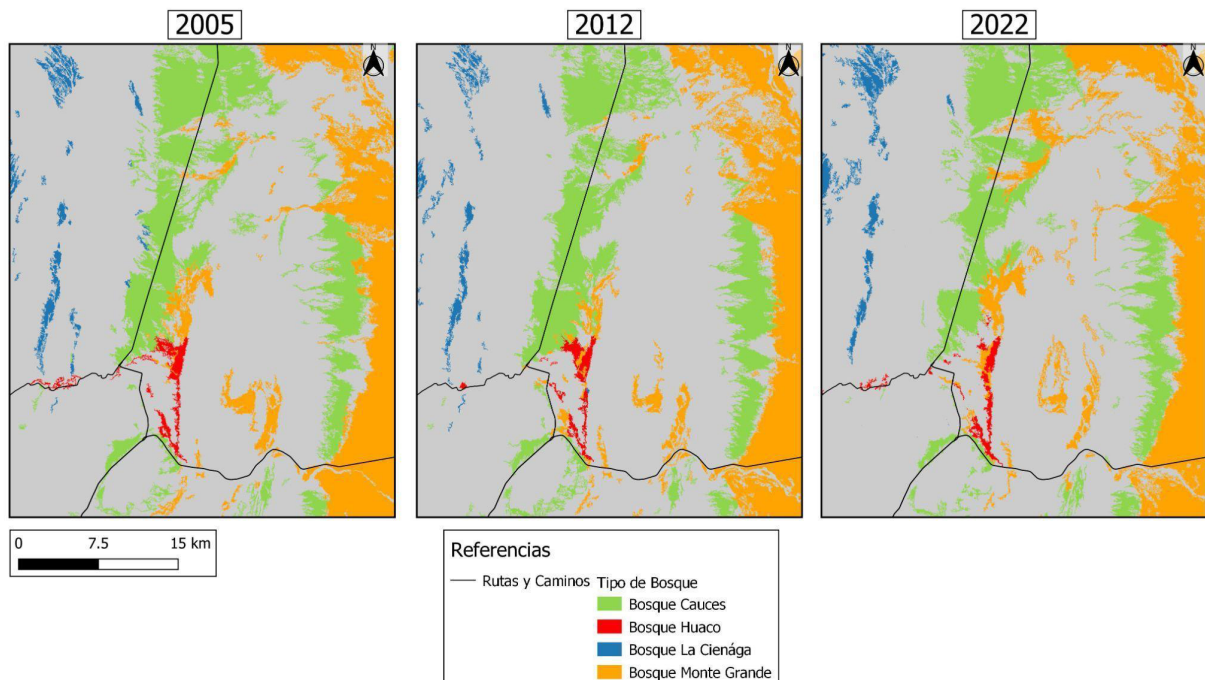 2005
2012
2022
N
N
N
0 7.5 15 km
Referencias
Rutas y Caminos
Tipo de Bosque
Bosque Cauces
Bosque Huaco
Bosque La Cienága
Bosque Monte Grande